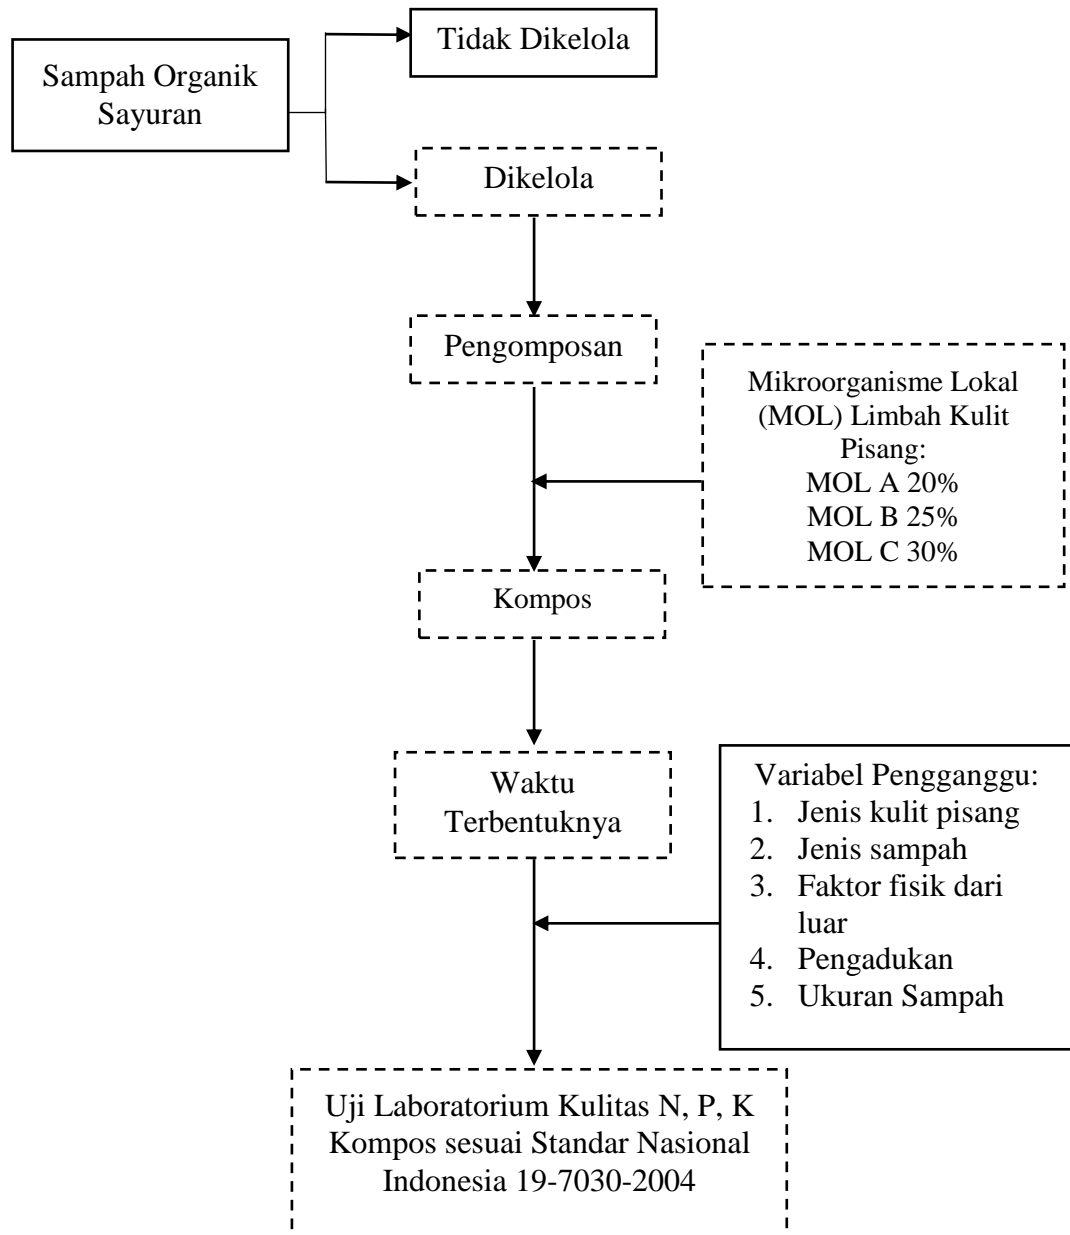 Tidak Dikelola
Sampah Organik
Sayuran
Dikelola
Pengomposan
Mikroorganisme Lokal
(MOL) Limbah Kulit
Pisang:
MOL A 20%
MOL B 25%
MOL C 30%
Kompos
Waktu
Terbentuknya
Variabel Pengganggu:
1. Jenis kulit pisang
2. Jenis sampah
3. Faktor fisik dari
luar
4. Pengadukan
5. Ukuran Sampah
Uji Laboratorium Kulitas N, P, K
Kompos sesuai Standar Nasional
Indonesia 19-7030-2004